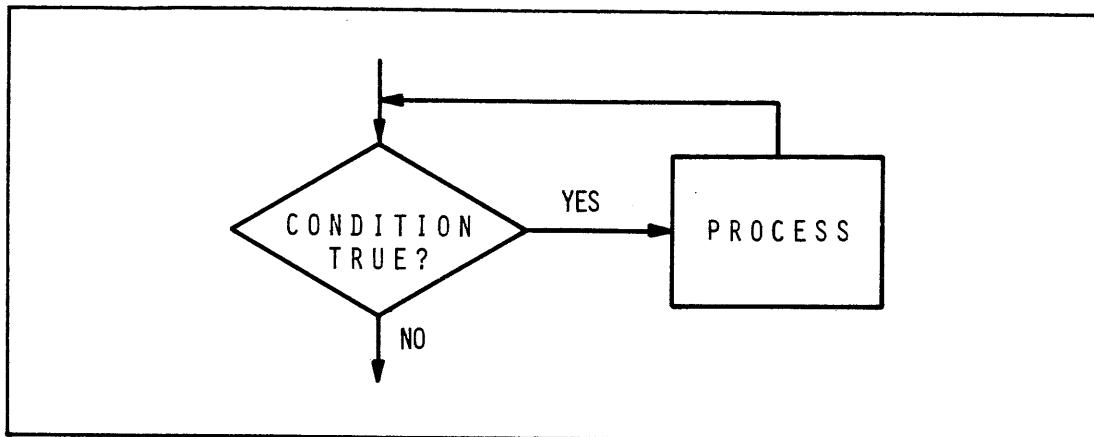 CONDITION
TRUE?
YES
PROCESS
NO